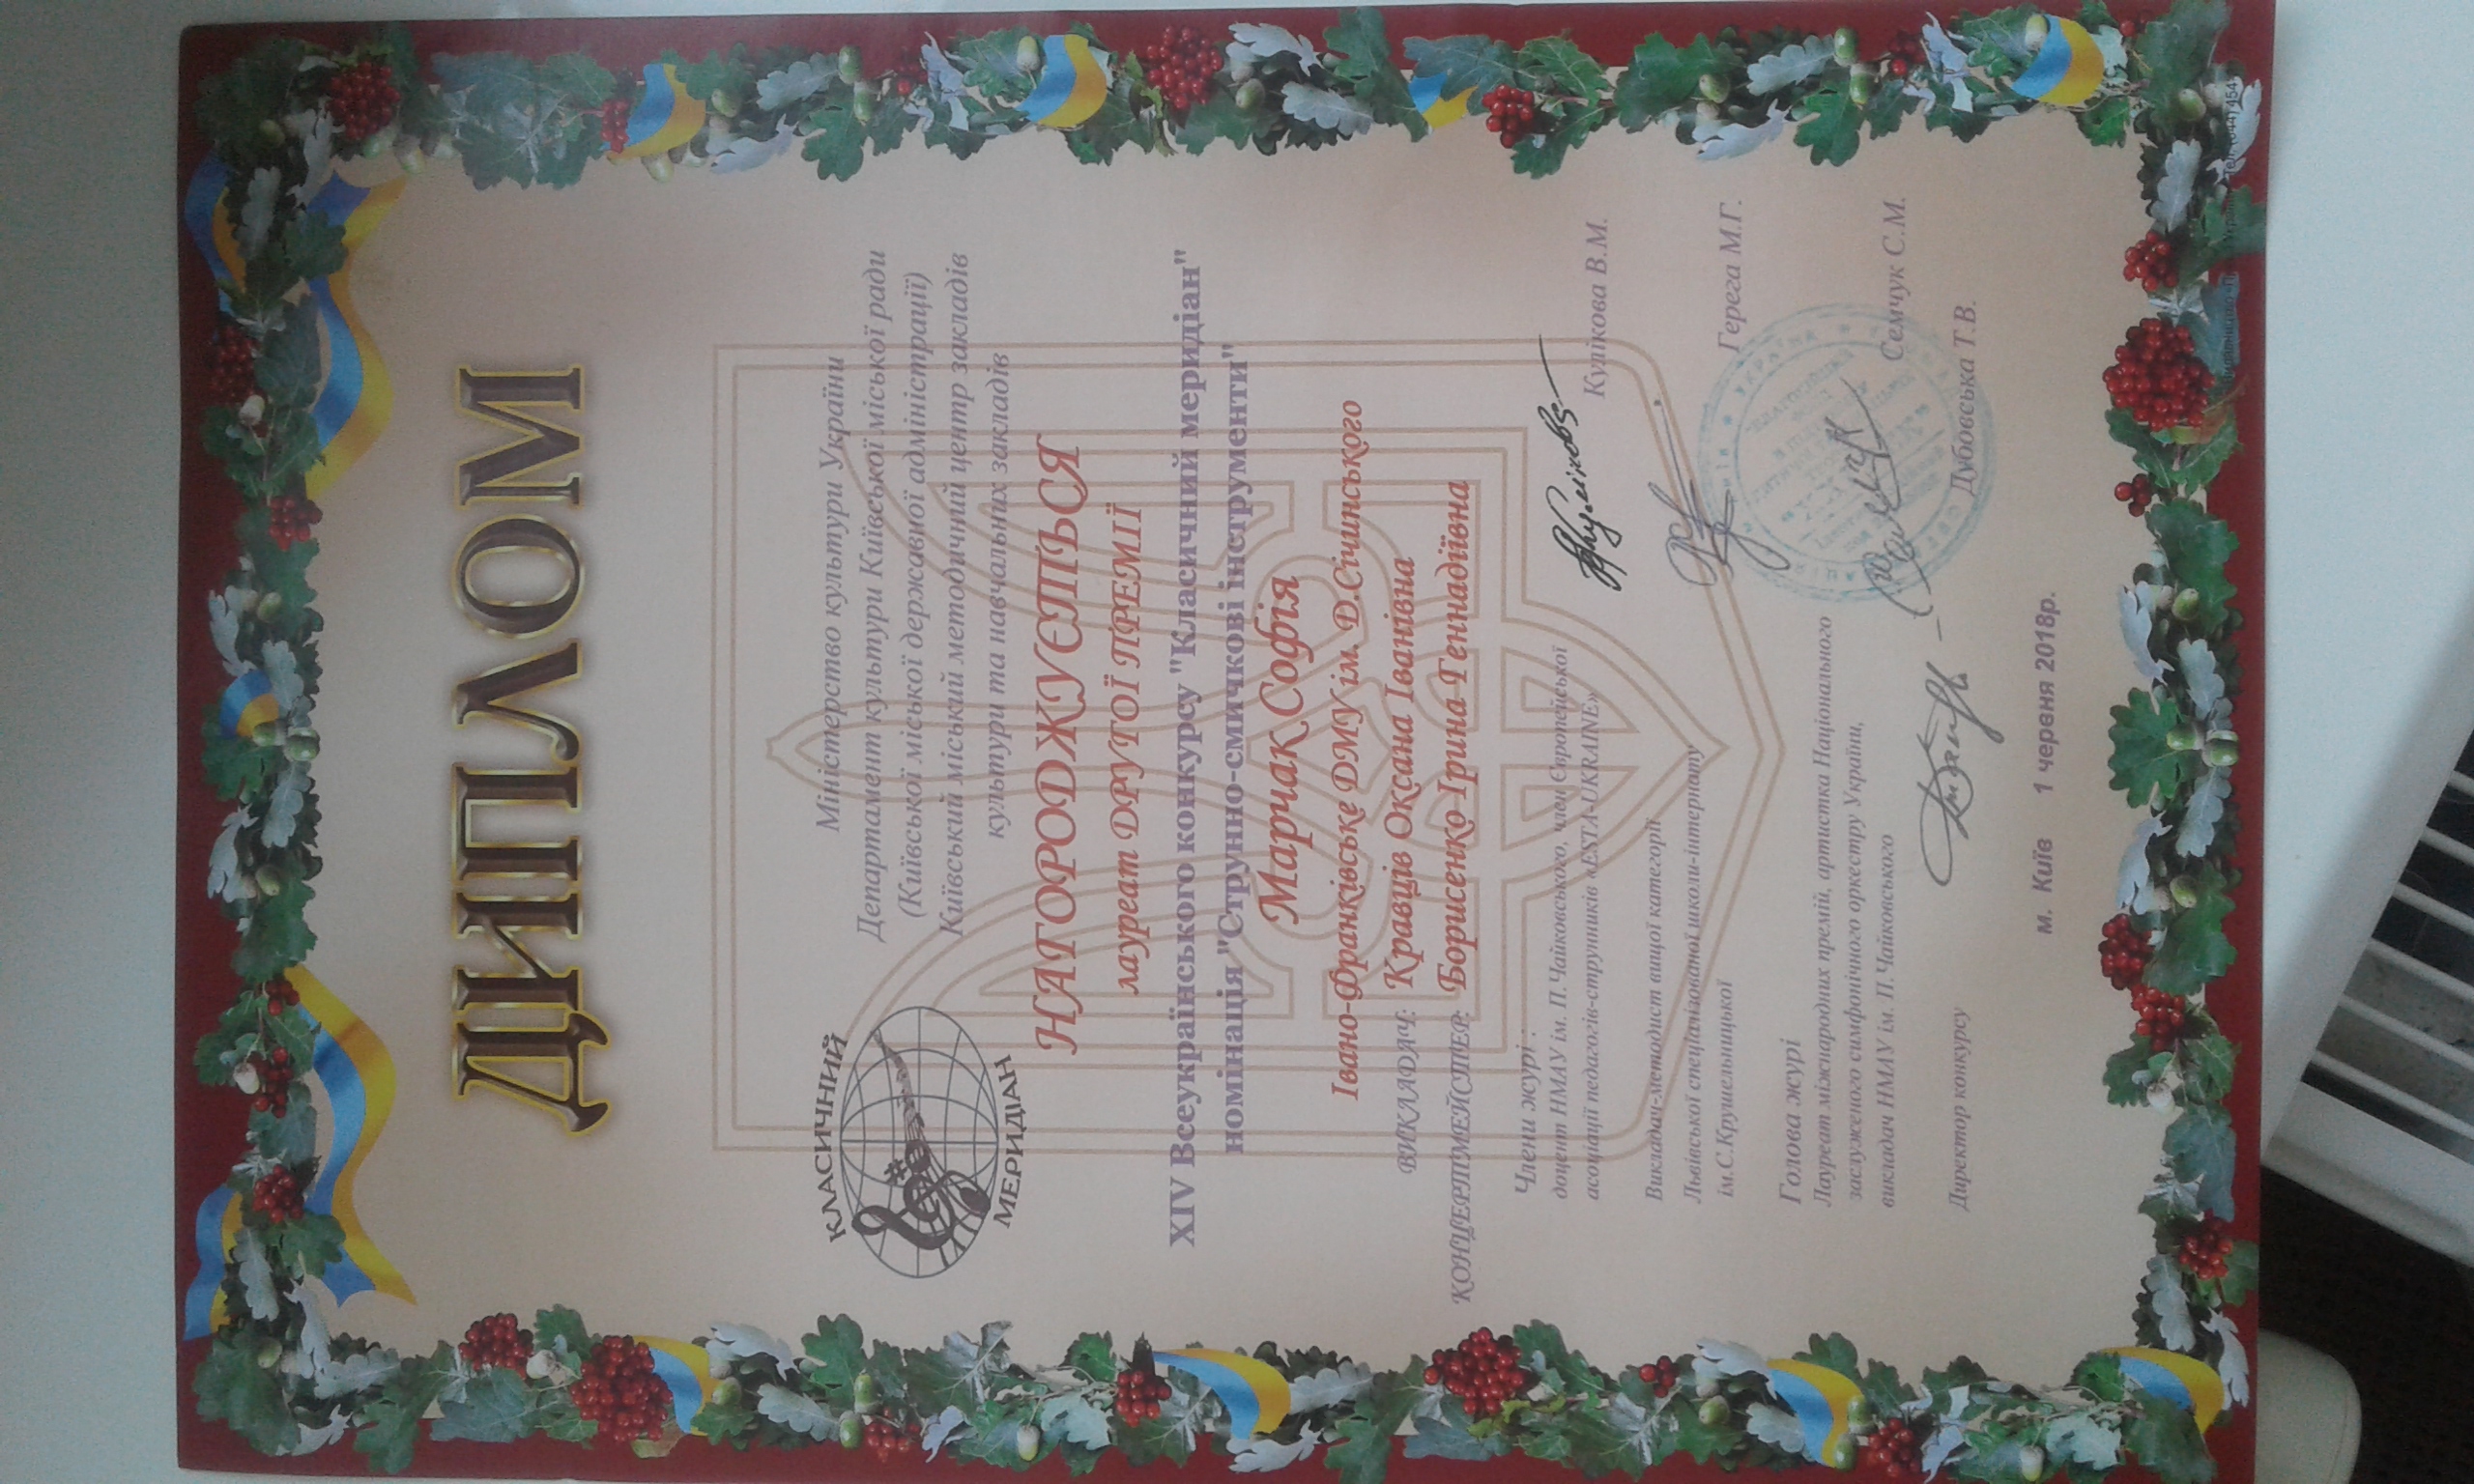 ДИПЛОМ
КЛАСИЧНИЙ
МЕРИДІАН
Міністерство культури України
Департамент культури Київської міської ради
(Київської міської державної адміністрації)
Київський міський методичний центр закладів
культури та навчальних закладів
НАГОРОДЖУЄТЬСЯ
лауреат ДРУГОЇ ПРЕМІЇ
XIV Всеукраїнського конкурсу "Класичний меридіан"
номінація "Струнно-смичкові інструменти"
Марчак Софія
Івано-Франківське ДМУ ім. Д.Січинського
ВИКЛАДАЧ: Кравців Оксана Іванівна
КОНЦЕРТМЕЙСТЕР: Борисенко Ірина Геннадіївна
Члени журі :
доцент НМАУ ім. П.Чайковського, член Європейської
асоціації педагогів-струнників «ESTA-UKRAINE» Кулікова В.М.
Викладач-методист вищої категорії
Львівської спеціалізованої школи-інтернату
ім.С.Крушельницької Герега М.Г.
Голова журі
Лауреат міжнародних премій, артистка Національного
заслуженого симфонічного оркестру України,
викладач НМАУ ім. П.Чайковського Семчук С.М.
Директор конкурсу Дубовська Т.В.
м. Київ 1 червня 2018р.